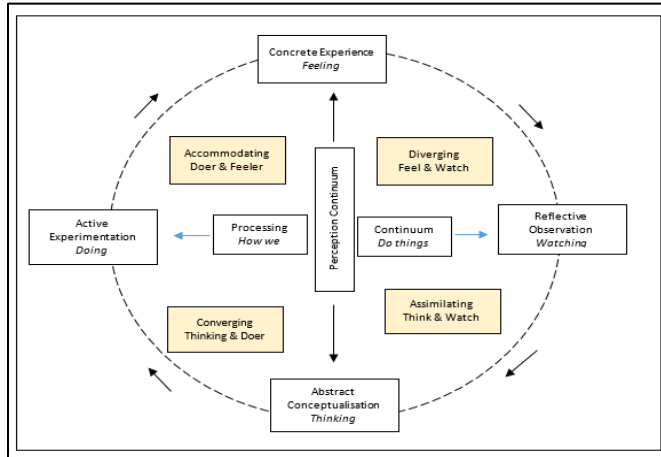 Concrete Experience
Feeling
Accommodating
Doer & Feeler
Diverging
Feel & Watch
Active
Experimentation
Doing
Processing
How we
Perception Continuum
Continuum
Do things
Reflective
Observation
Watching
Converging
Thinking & Doer
Assimilating
Think & Watch
Abstract
Conceptualisation
Thinking